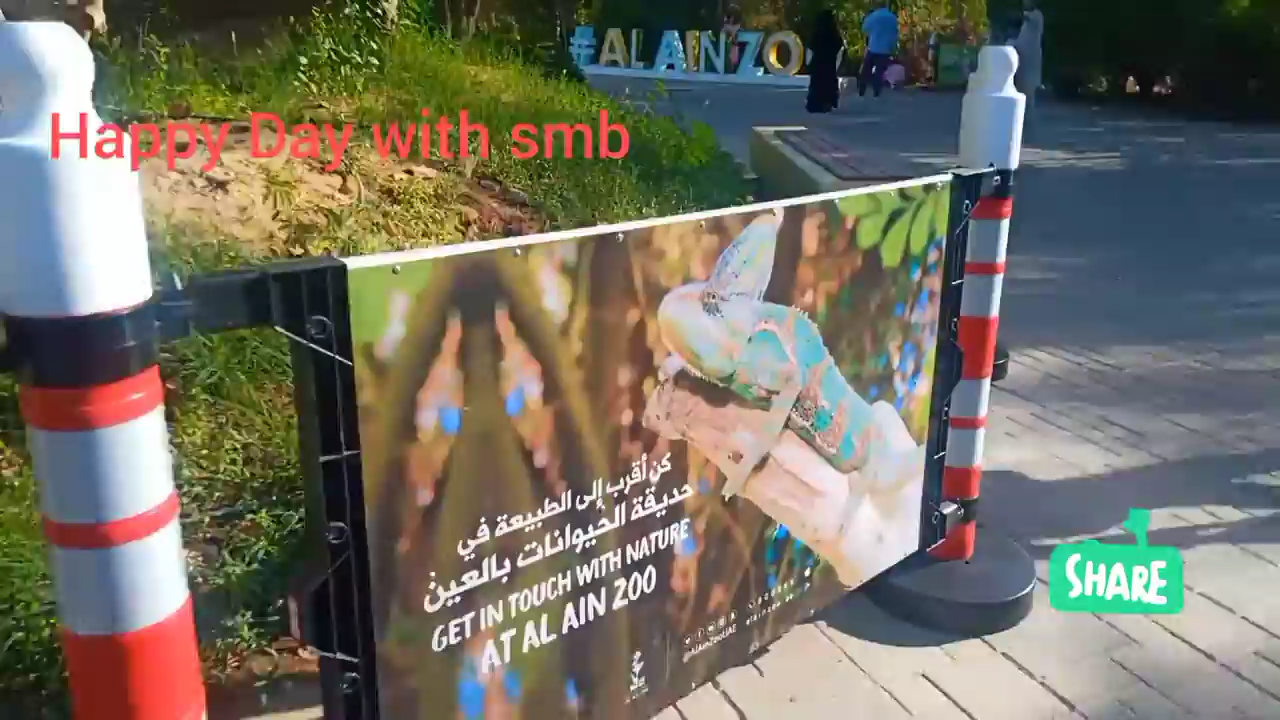 #ALAINZOO
Happy Day with smb
كن أقرب إلى الطبيعة في
حديقة الحيوانات بالعين
GET IN TOUCH WITH NATURE
AT AL AIN ZOO
@AlAinZooUAE
SHARE